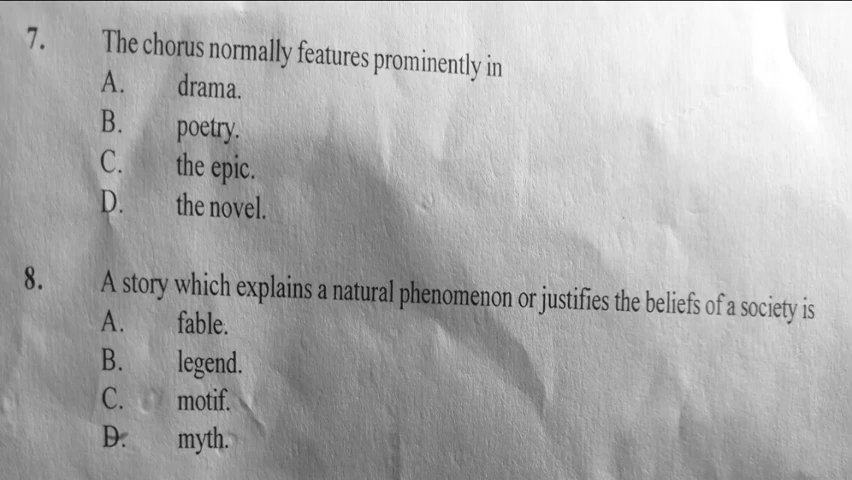 7. The chorus normally features prominently in
A. drama.
B. poetry.
C. the epic.
D. the novel.
8. A story which explains a natural phenomenon or justifies the beliefs of a society is
A. fable.
B. legend.
C. motif.
D. myth.